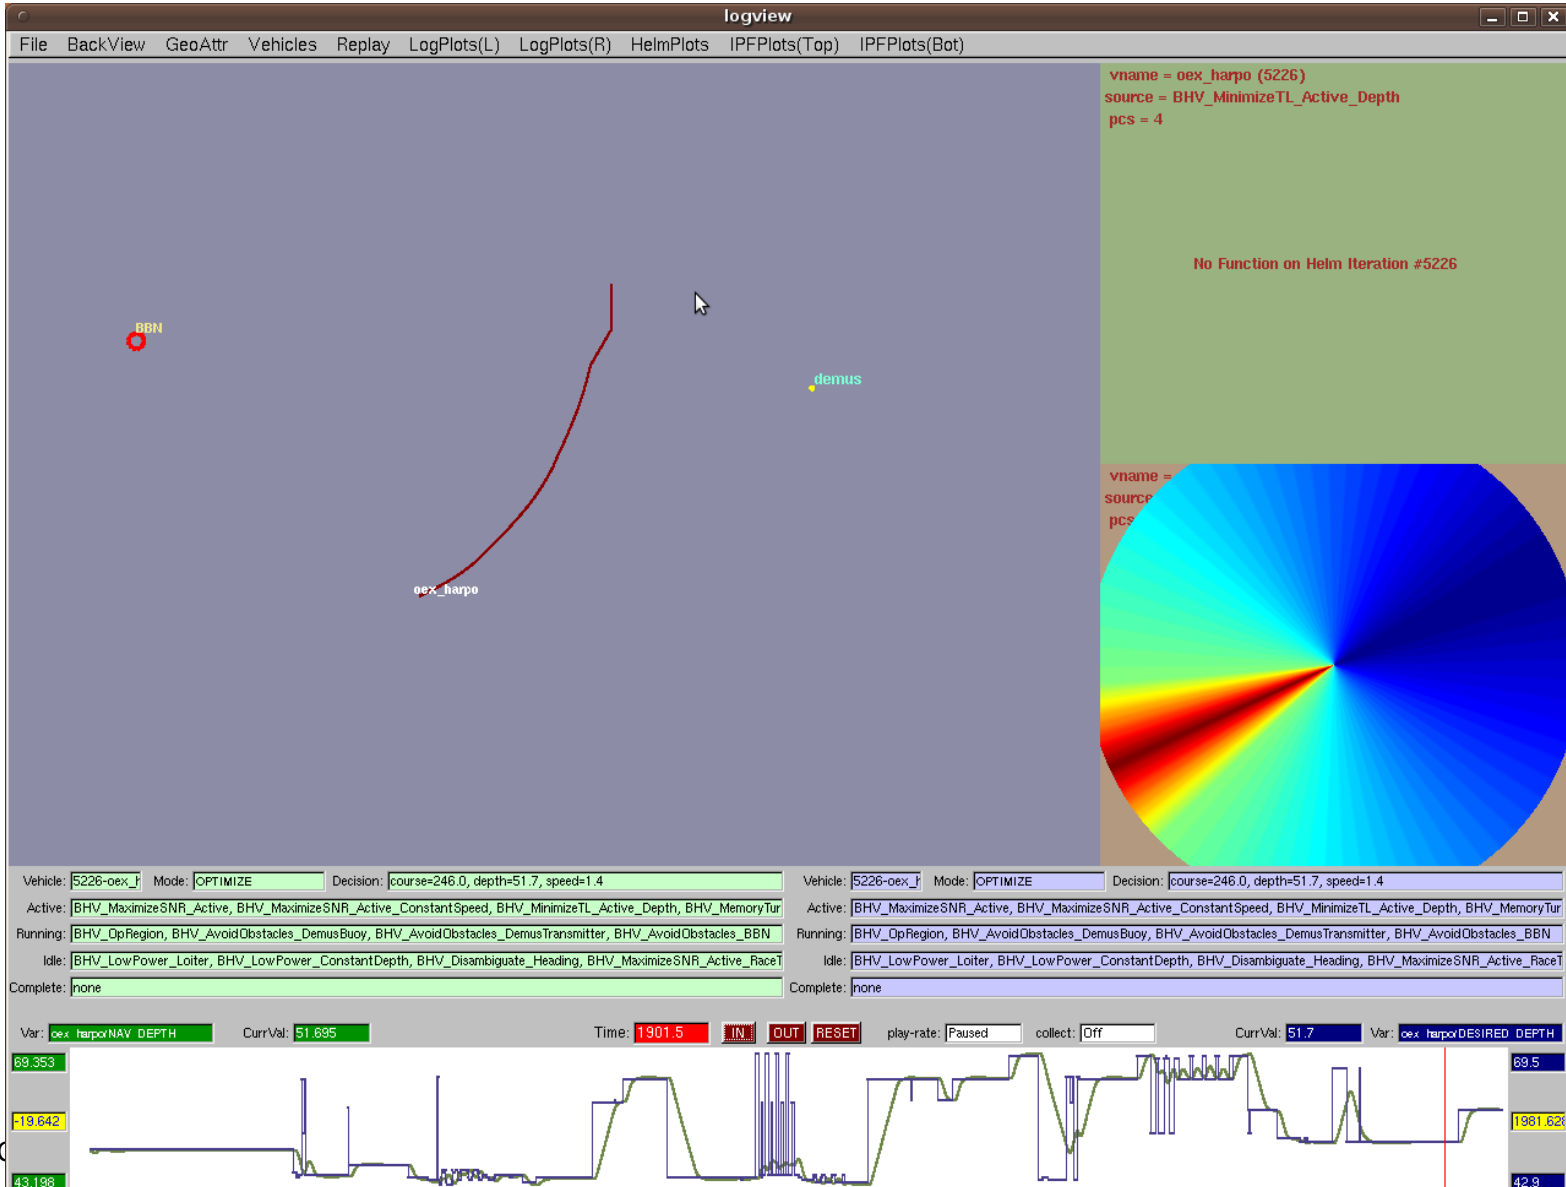 logview
File BackView GeoAttr Vehicles Replay LogPlots(L) LogPlots(R) HelmPlots IPFPlots(Top) IPFPlots(Bot)
vname = oex_harpo (5226)
source = BHV_MinimizeTL_Active_Depth
pcs = 4
No Function on Helm Iteration #5226
BBN
demus
oex_harpo
vname =
source
pcs
Vehicle: 5226-oex_h Mode: OPTIMIZE Decision: course=246.0, depth=51.7, speed=1.4
Active: BHV_MaximizeSNR_Active, BHV_MaximizeSNR_Active_ConstantSpeed, BHV_MinimizeTL_Active_Depth, BHV_MemoryTur
Running: BHV_OpRegion, BHV_AvoidObstacles_DemusBuoy, BHV_AvoidObstacles_DemusTransmitter, BHV_AvoidObstacles_BBN
Idle: BHV_LowPower_Loiter, BHV_LowPower_ConstantDepth, BHV_Disambiguate_Heading, BHV_MaximizeSNR_Active_RaceT
Complete: none
Vehicle: 5226-oex_h Mode: OPTIMIZE Decision: course=246.0, depth=51.7, speed=1.4
Active: BHV_MaximizeSNR_Active, BHV_MaximizeSNR_Active_ConstantSpeed, BHV_MinimizeTL_Active_Depth, BHV_MemoryTur
Running: BHV_OpRegion, BHV_AvoidObstacles_DemusBuoy, BHV_AvoidObstacles_DemusTransmitter, BHV_AvoidObstacles_BBN
Idle: BHV_LowPower_Loiter, BHV_LowPower_ConstantDepth, BHV_Disambiguate_Heading, BHV_MaximizeSNR_Active_RaceT
Complete: none
Var: oex_harpo/NAV_DEPTH CurrVal: 51.695 Time: 1901.5 IN OUT RESET play-rate: Paused collect: Off CurrVal: 51.7 Var: oex_harpo/DESIRED_DEPTH
69.353 69.5
-19.642 1981.628
43.198 42.9